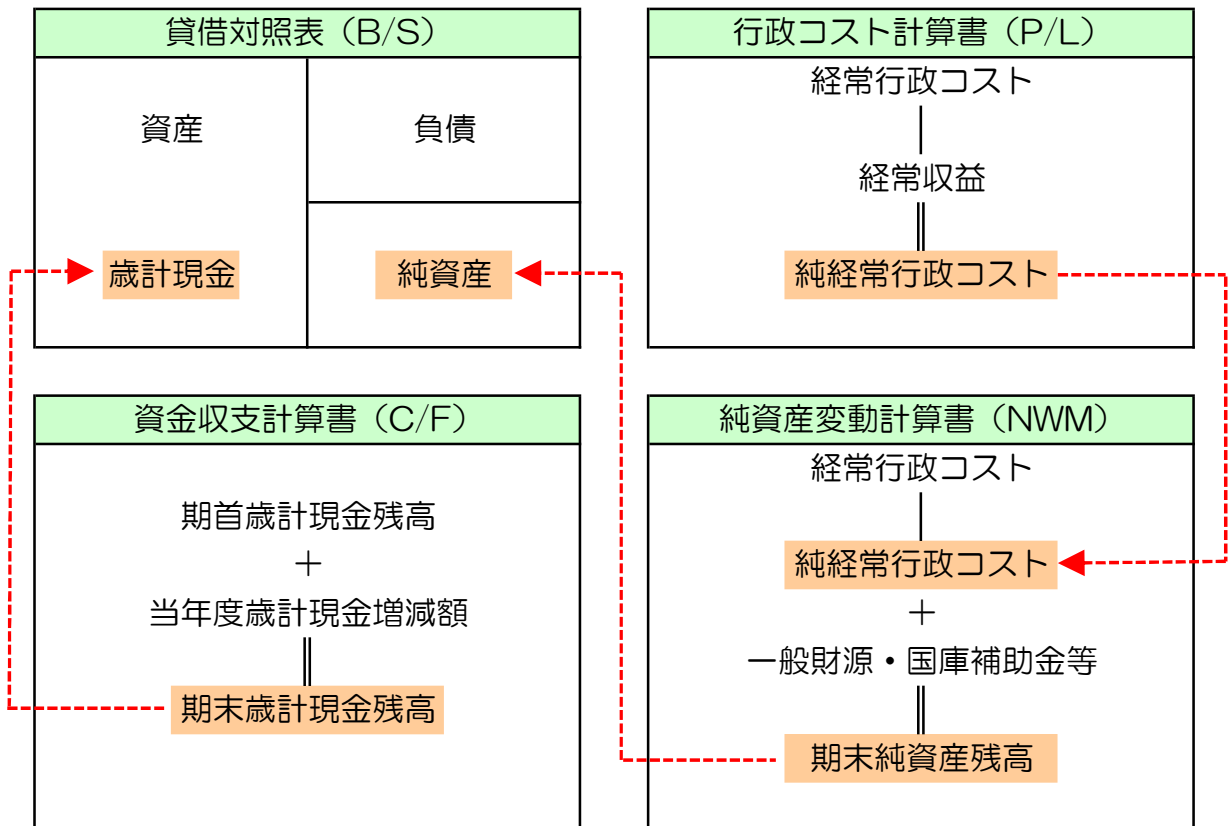 貸借対照表（B/S）
資産
負債
歳計現金
純資産
行政コスト計算書（P/L）
経常行政コスト
｜
経常収益
||
純経常行政コスト
資金収支計算書（C/F）
期首歳計現金残高
＋
当年度歳計現金増減額
||
期末歳計現金残高
純資産変動計算書（NWM）
経常行政コスト
｜
純経常行政コスト
＋
一般財源・国庫補助金等
||
期末純資産残高